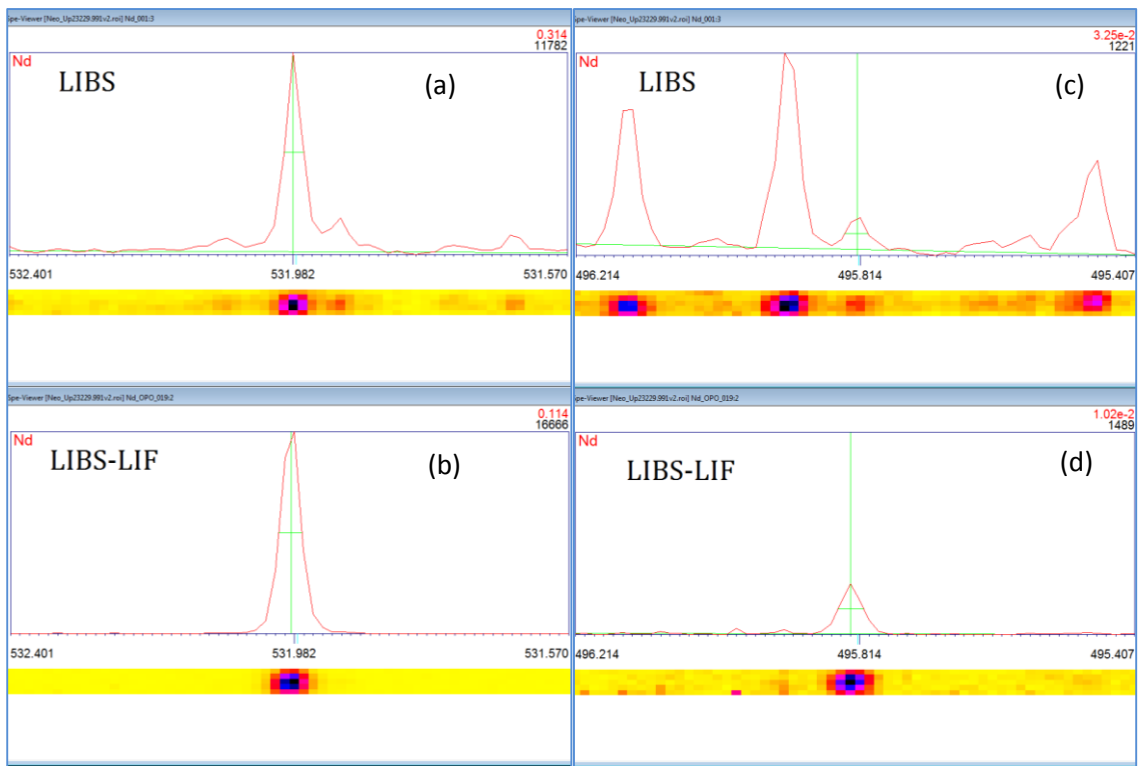 Spe-Viewer [Neo_Up23229.991v2.roi] Nd_001:3
0.314
11782
Nd
LIBS
(a)
532.401
531.982
531.570
Spe-Viewer [Neo_Up23229.991v2.roi] Nd_001:3
3.25e-2
1221
Nd
LIBS
(c)
496.214
495.814
495.407
Spe-Viewer [Neo_Up23229.991v2.roi] Nd_OPO_019:2
0.114
16666
Nd
LIBS-LIF
(b)
532.401
531.982
531.570
Spe-Viewer [Neo_Up23229.991v2.roi] Nd_OPO_019:2
1.02e-2
1489
Nd
LIBS-LIF
(d)
496.214
495.814
495.407